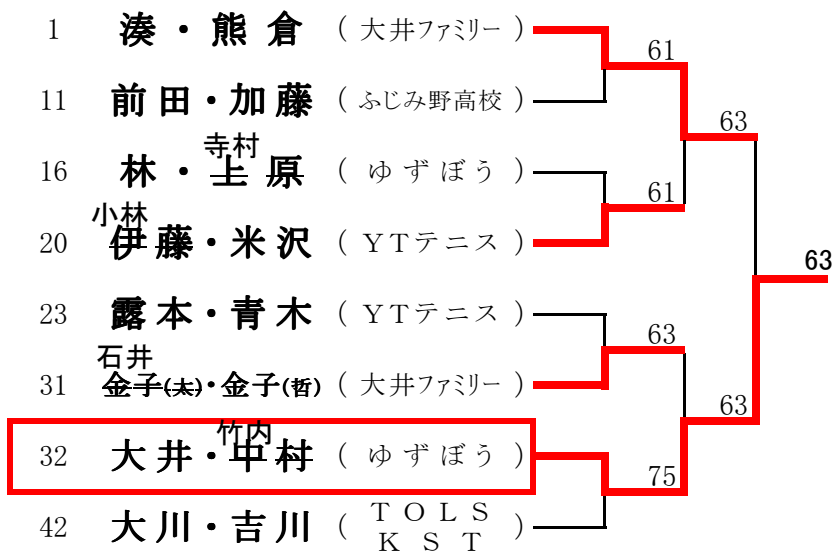 1 湊・熊倉 (大井ファミリー)
61
11 前田・加藤 (ふじみ野高校)
63
寺村
16 林・上原 (ゆずぼう)
61
小林
20 伊藤・米沢 (YTテニス)
63
23 露本・青木 (YTテニス)
63
石井
31 金子(太)・金子(哲) (大井ファミリー)
63
竹内
32 大井・中村 (ゆずぼう)
75
42 大川・吉川 (TOLS
KST)